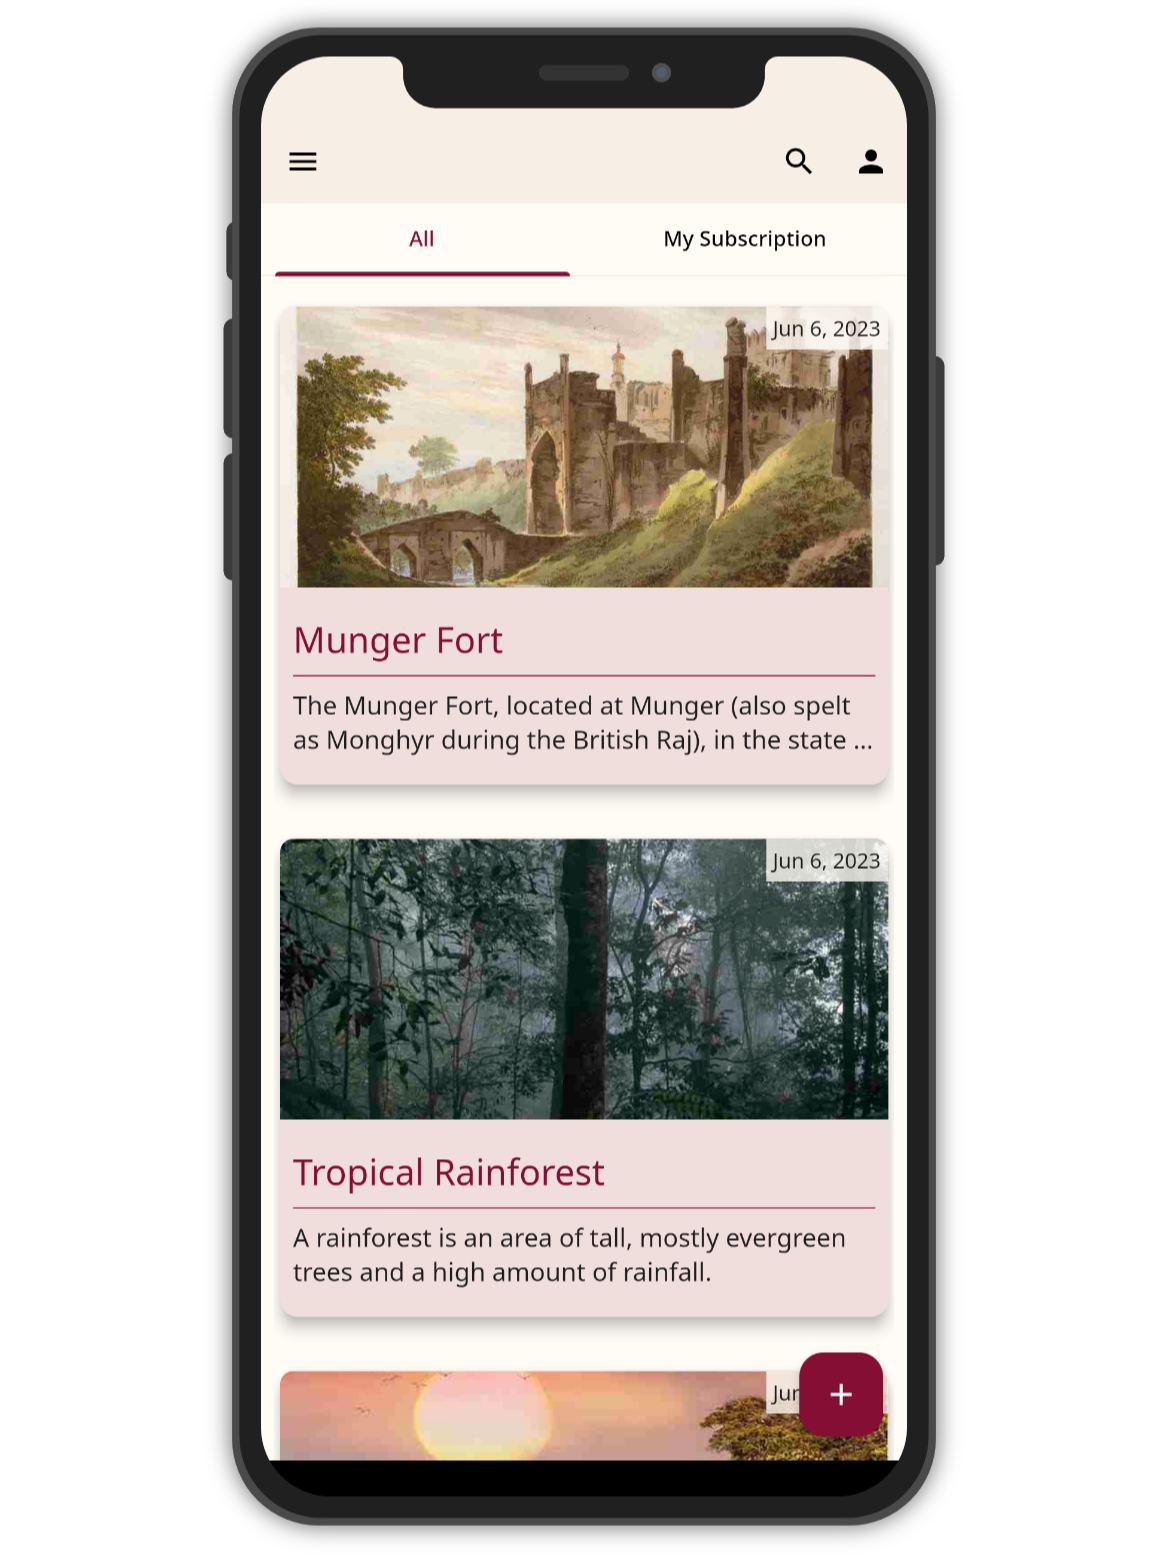 All
My Subscription
Jun 6, 2023
Munger Fort
The Munger Fort, located at Munger (also spelt
as Monghyr during the British Raj), in the state ...
Jun 6, 2023
Tropical Rainforest
A rainforest is an area of tall, mostly evergreen
trees and a high amount of rainfall.
Jun